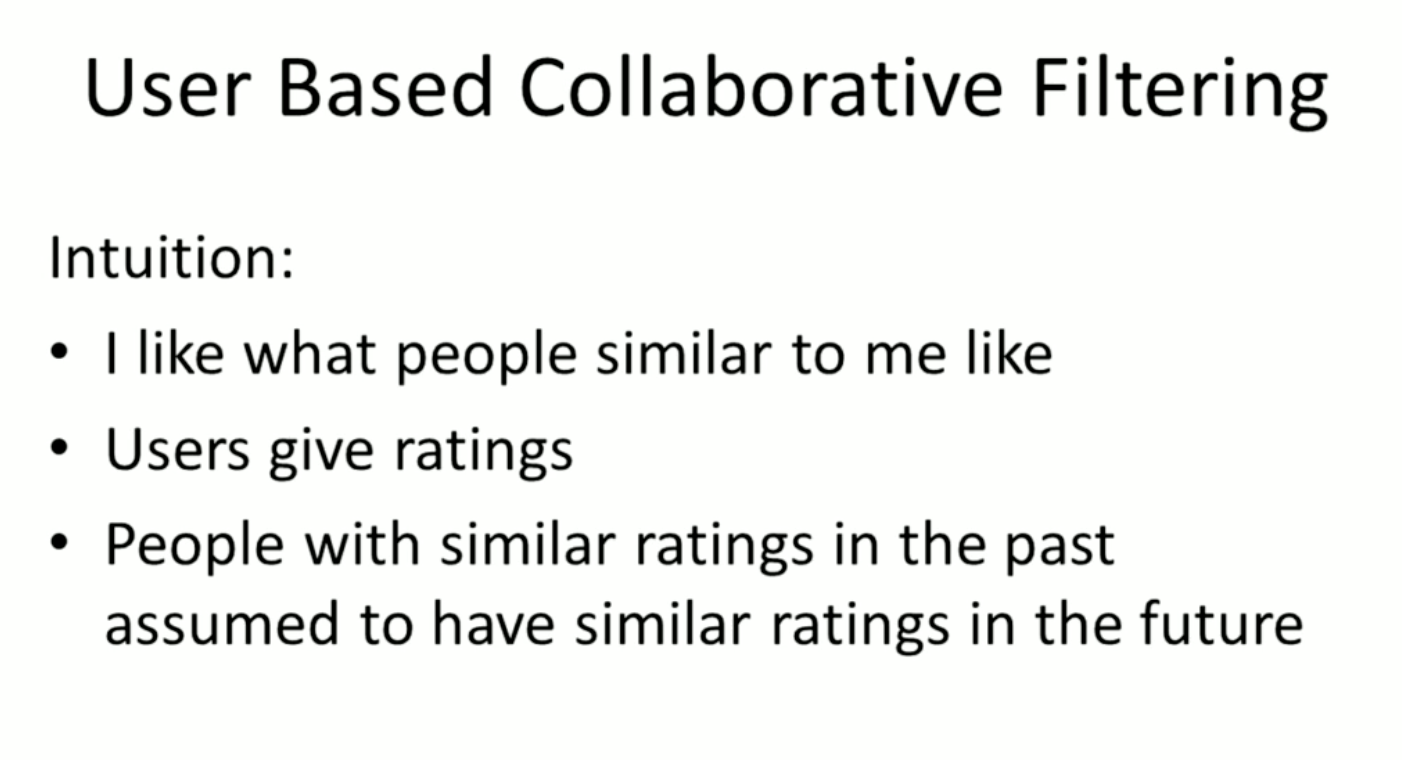 User Based Collaborative Filtering
Intuition:
• I like what people similar to me like
• Users give ratings
• People with similar ratings in the past
assumed to have similar ratings in the future